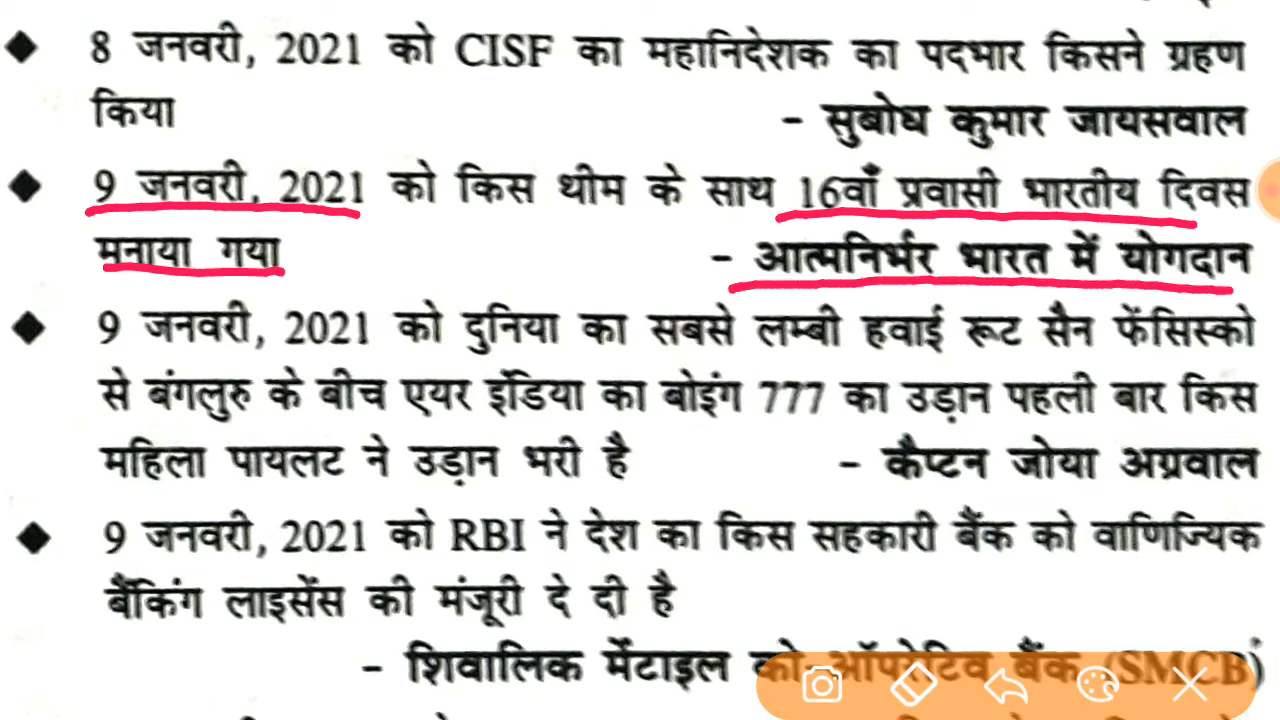 ◆ 8 जनवरी, 2021 को CISF का महानिदेशक का पदभार किसने ग्रहण
किया - सुबोध कुमार जायसवाल
◆ 9 जनवरी, 2021 को किस थीम के साथ 16वाँ प्रवासी भारतीय दिवस
मनाया गया - आत्मनिर्भर भारत में योगदान
◆ 9 जनवरी, 2021 को दुनिया का सबसे लम्बी हवाई रूट सैन फेंसिस्को
से बंगलुरु के बीच एयर इंडिया का बोइंग 777 का उड़ान पहली बार किस
महिला पायलट ने उड़ान भरी है - कैप्टन जोया अग्रवाल
◆ 9 जनवरी, 2021 को RBI ने देश का किस सहकारी बैंक को वाणिज्यिक
बैंकिंग लाइसेंस की मंजूरी दे दी है
- शिवालिक मेंटाइल को-ऑपरेटिव बैंक (SMCB)